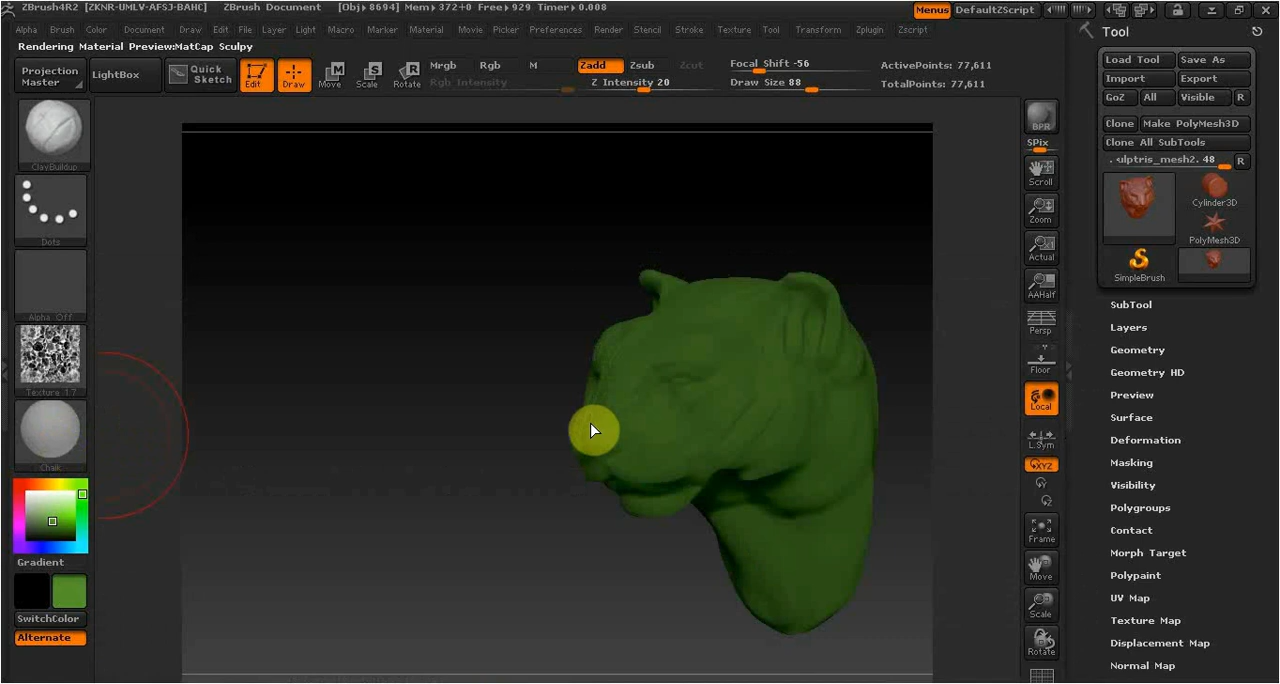 ZBrush4R2 [ZKNR-UMLV-AFSJ-BAHC] ZBrush Document [Obj▸ 8694] Mem▸ 372+0 Free▸ 929 Timer▸ 0.008 Menus DefaultZScript
Alpha Brush Color Document Draw Edit File Layer Light Macro Marker Material Movie Picker Preferences Render Stencil Stroke Texture Tool Transform Zplugin Zscript
Rendering Material Preview:MatCap Sculpy
Projection Master
LightBox
Quick Sketch
Edit
Draw
Move
Scale
Rotate
Mrgb Rgb M
Rgb Intensity
Zadd Zsub Zcut
Z Intensity 20
Focal Shift -56
Draw Size 88
ActivePoints: 77,611
TotalPoints: 77,611
ClayBuildup
Dots
Alpha Off
Texture 17
Chalk
Gradient
SwitchColor
Alternate
BPR
SPix
Scroll
Zoom
Actual
AAHalf
Persp
Floor
Local
L.Sym
XYZ
Y
Z
Frame
Move
Scale
Rotate
Tool
Load Tool Save As
Import Export
GoZ All Visible R
Clone Make PolyMesh3D
Clone All SubTools
. ulptris_mesh2. 48 R
Cylinder3D
PolyMesh3D
SimpleBrush
SubTool
Layers
Geometry
Geometry HD
Preview
Surface
Deformation
Masking
Visibility
Polygroups
Contact
Morph Target
Polypaint
UV Map
Texture Map
Displacement Map
Normal Map